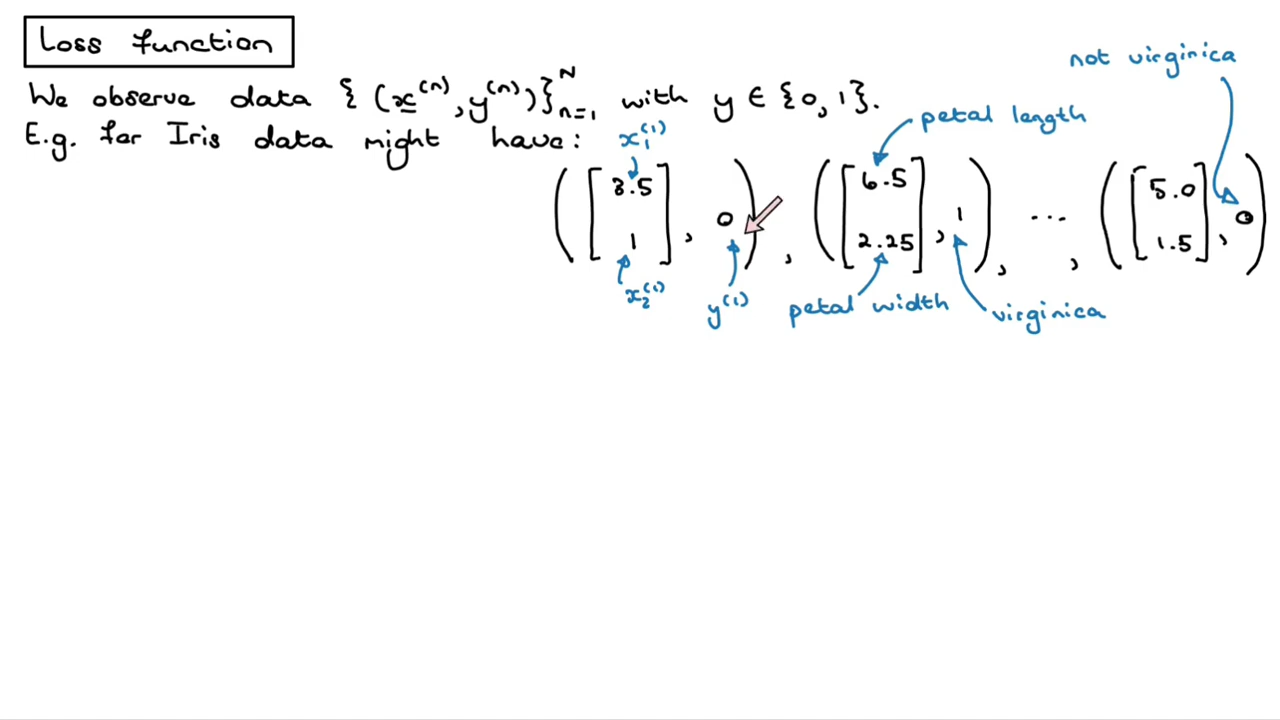 Loss function
not virginica
We observe data { (x^(n), y^(n)) }_{n=1}^N with y ∈ {0, 1}.
petal length
E.g. for Iris data might have: x_1^(1)
( [ 3.5 1 ] , 0 ) , ( [ 6.5 2.25 ] , 1 ) , ... , ( [ 5.0 1.5 ] , 0 )
x_2^(1) y^(1) petal width virginica